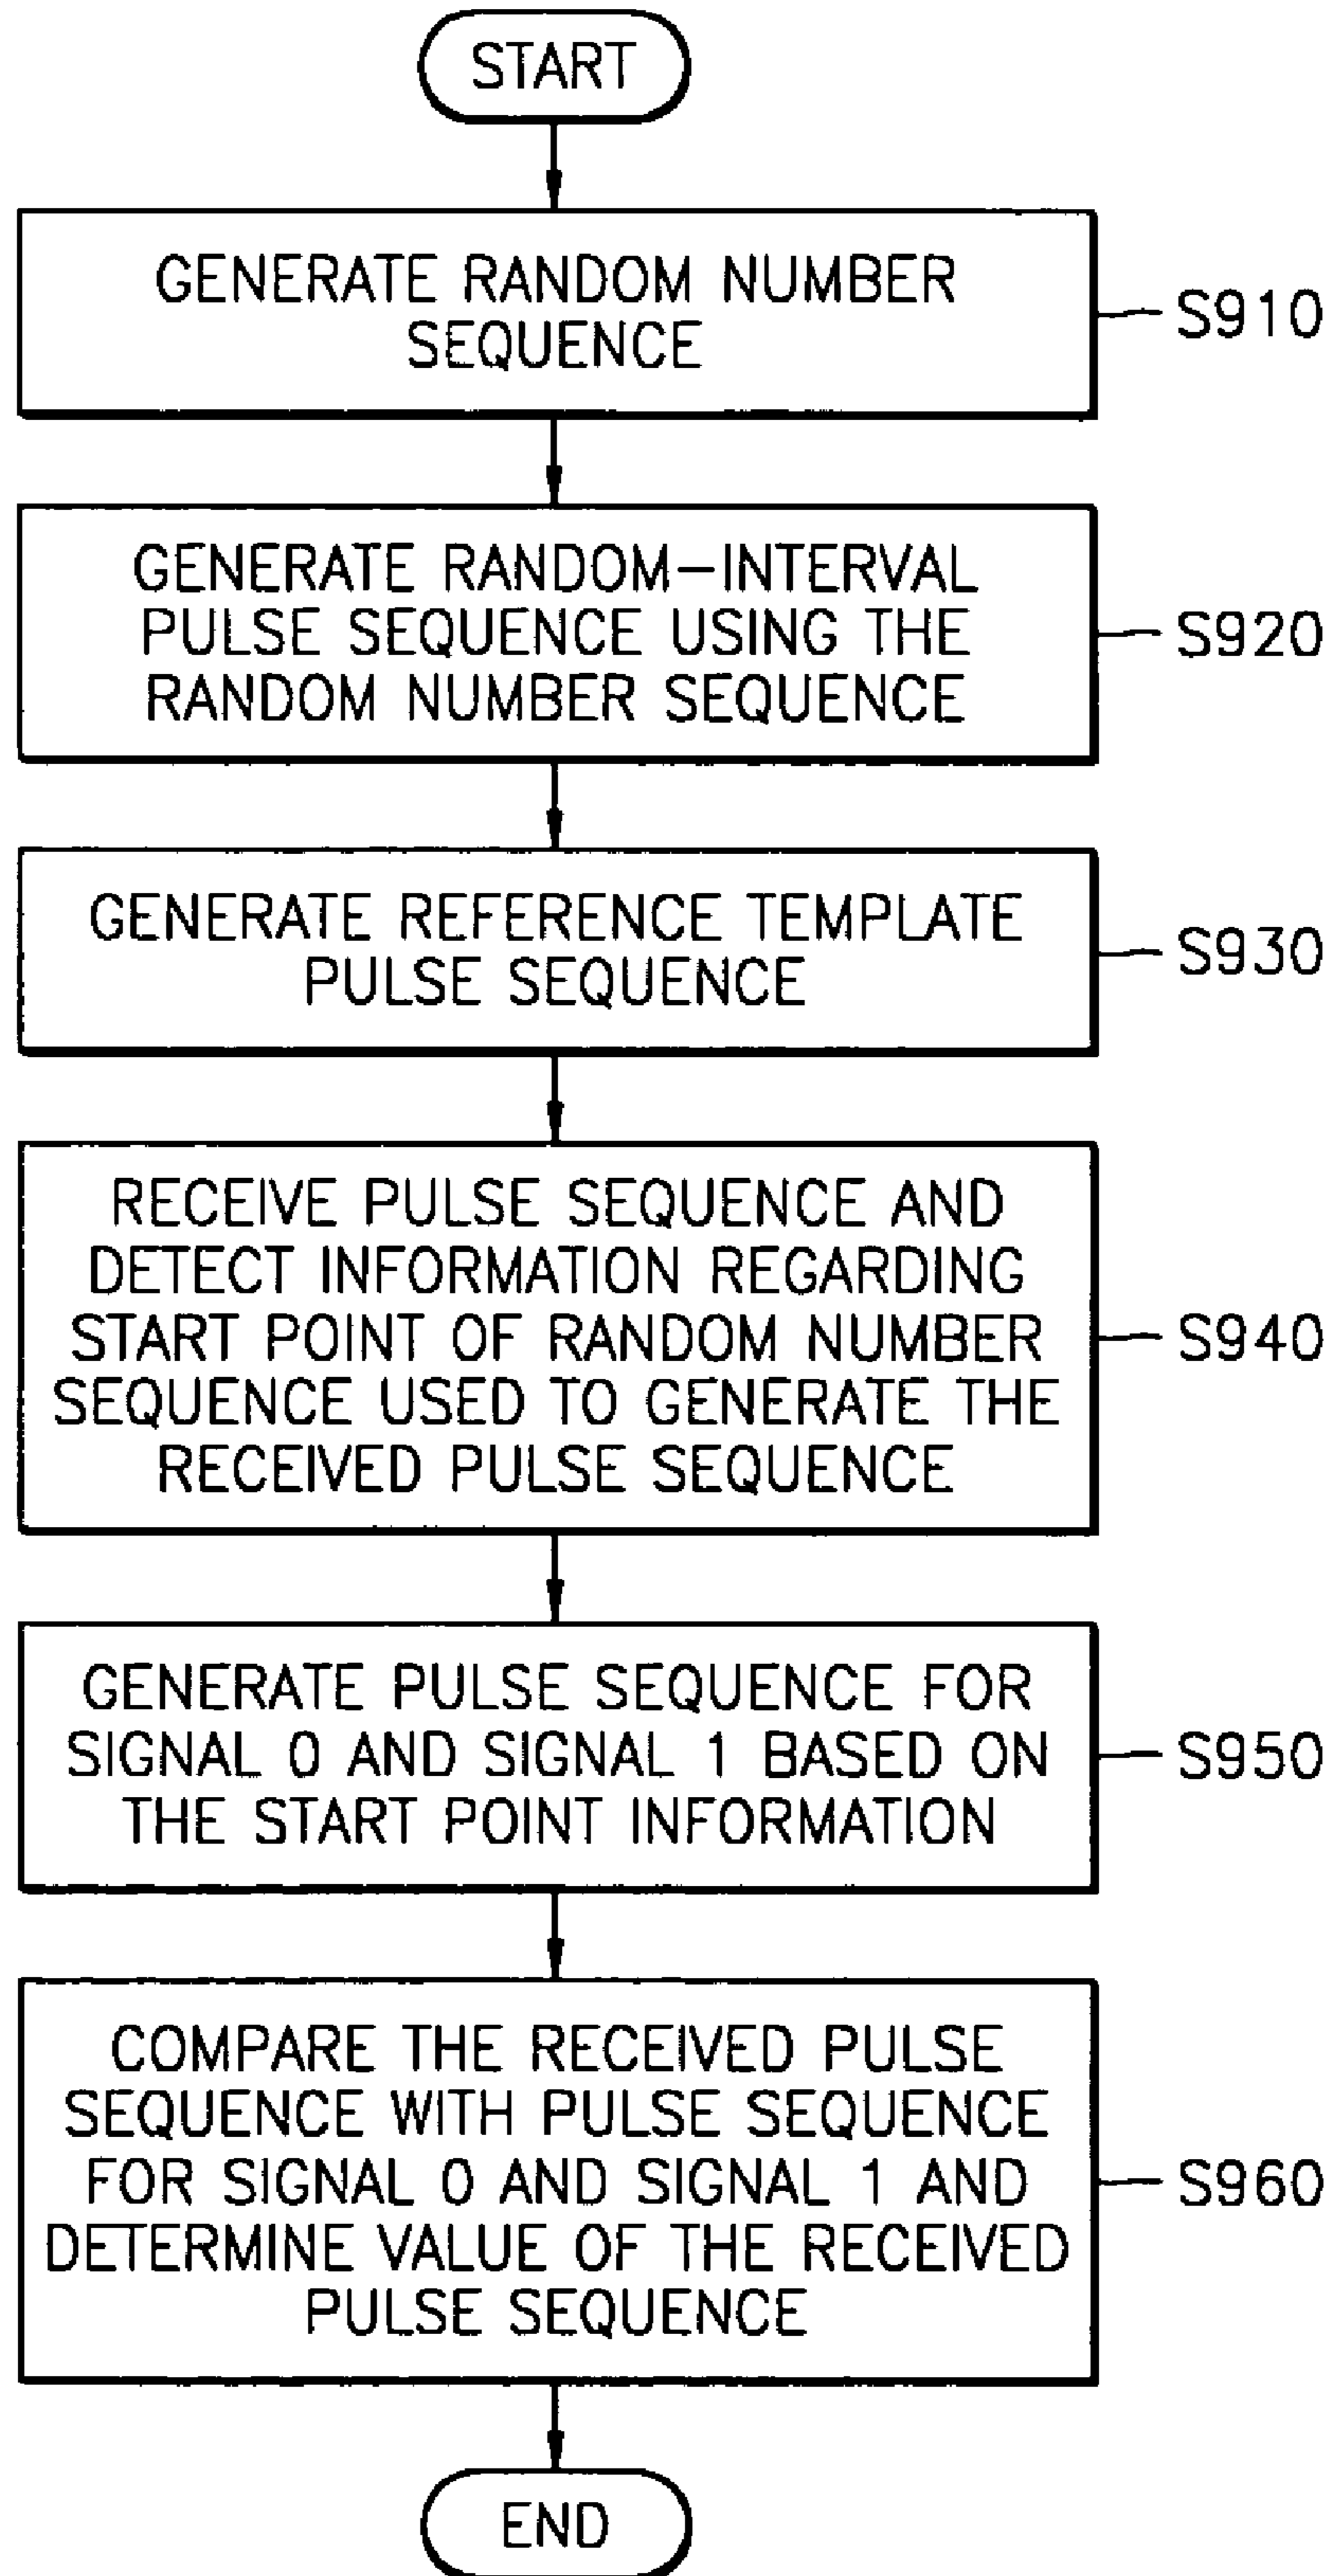 START
GENERATE RANDOM NUMBER
SEQUENCE
S910
GENERATE RANDOM-INTERVAL
PULSE SEQUENCE USING THE
RANDOM NUMBER SEQUENCE
S920
GENERATE REFERENCE TEMPLATE
PULSE SEQUENCE
S930
RECEIVE PULSE SEQUENCE AND
DETECT INFORMATION REGARDING
START POINT OF RANDOM NUMBER
SEQUENCE USED TO GENERATE THE
RECEIVED PULSE SEQUENCE
S940
GENERATE PULSE SEQUENCE FOR
SIGNAL 0 AND SIGNAL 1 BASED ON
THE START POINT INFORMATION
S950
COMPARE THE RECEIVED PULSE
SEQUENCE WITH PULSE SEQUENCE
FOR SIGNAL 0 AND SIGNAL 1 AND
DETERMINE VALUE OF THE RECEIVED
PULSE SEQUENCE
S960
END